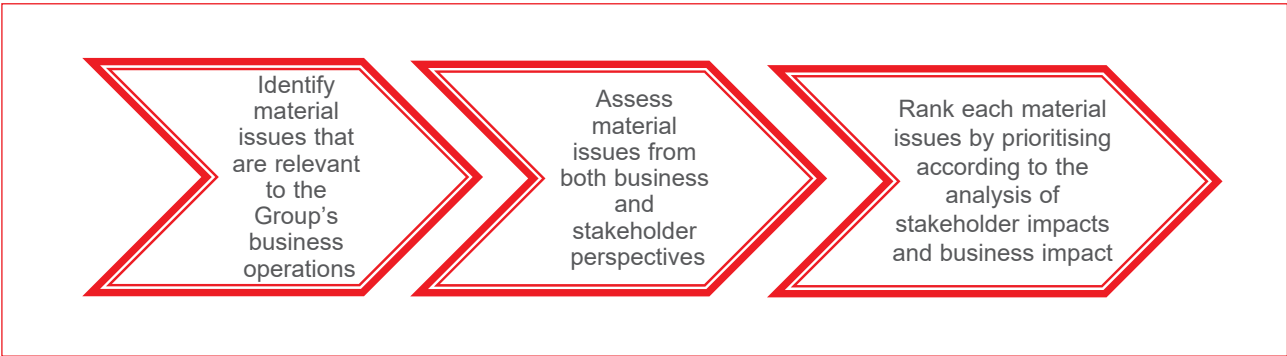 Identify
material
issues that
are relevant
to the
Group’s
business
operations
Assess
material
issues from
both business
and
stakeholder
perspectives
Rank each material
issues by prioritising
according to the
analysis of
stakeholder impacts
and business impact